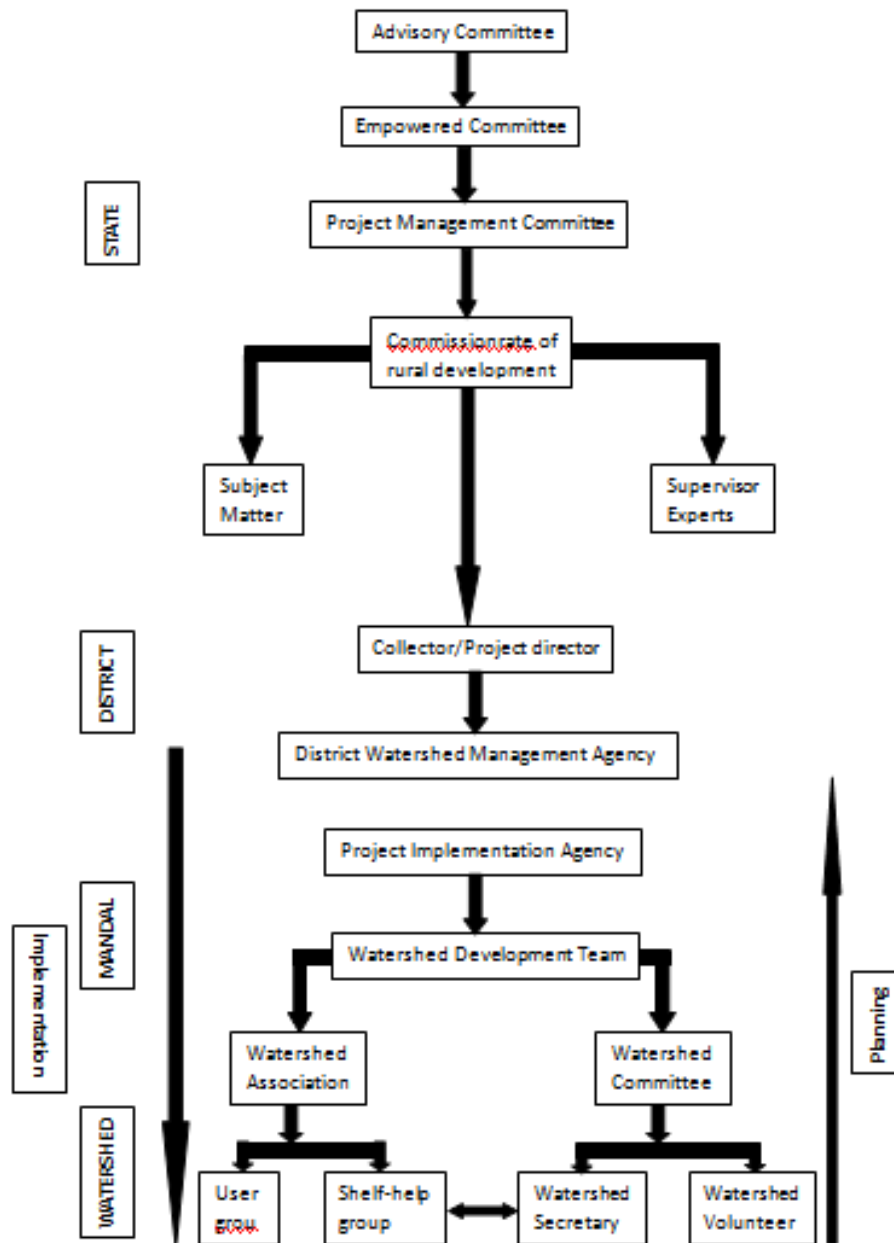 Advisory Committee
Empowered Committee
STATE
Project Management Committee
Commissionrate of
rural development
Subject
Matter
Supervisor
Experts
DISTRICT
Collector/Project director
District Watershed Management Agency
Project Implementation Agency
MANDAL
Implementation
Watershed Development Team
Planning
Watershed
Association
Watershed
Committee
WATERSHED
User
grou.
Shelf-help
group
Watershed
Secretary
Watershed
Volunteer